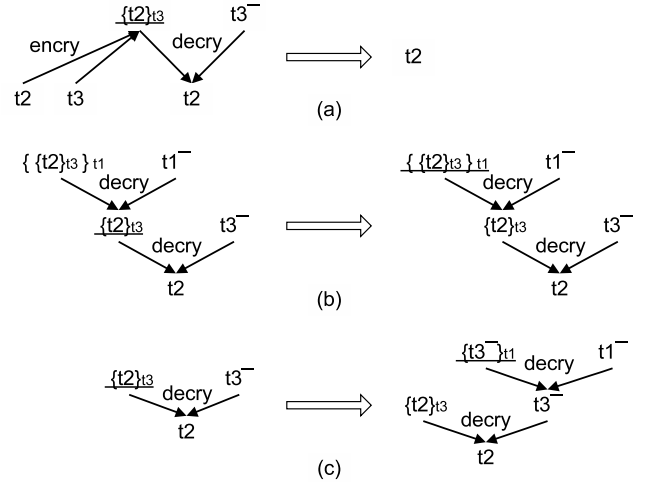 {t2}t3 t3¯
encry decry
t2 t3 t2 t2
(a)
{ {t2}t3 } t1 t1¯ { {t2}t3 } t1 t1¯
decry decry
{t2}t3 t3¯ {t2}t3 t3¯
decry decry
t2 t2
(b)
{t3¯}t1 t1¯
{t2}t3 t3¯ decry
decry {t2}t3 t3¯
t2 decry
t2
(c)